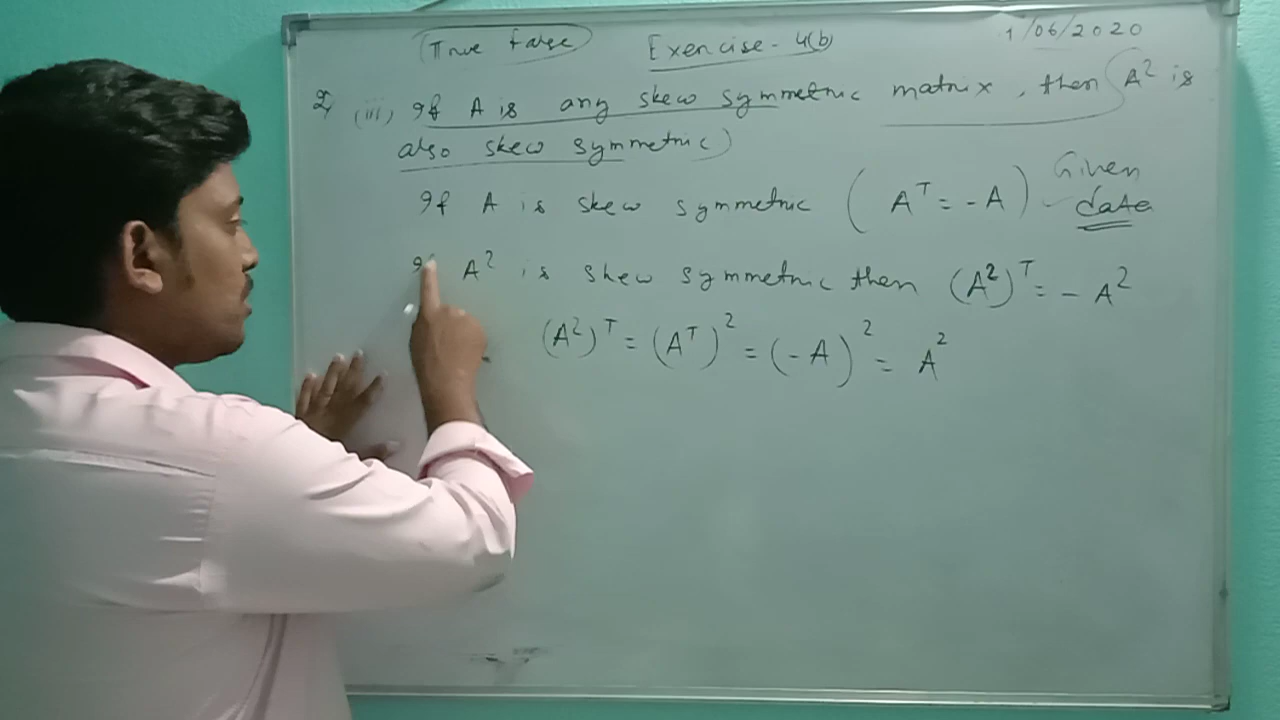 True False Exercise - 4(b) 1/06/2020
2, (iii) If A is any skew symmetric matrix, then A² is
also skew symmetric)
If A is skew symmetric (Aᵀ = -A) Given
date
If A² is skew symmetric then (A²)ᵀ = - A²
(A²)ᵀ = (Aᵀ)² = (-A)² = A²